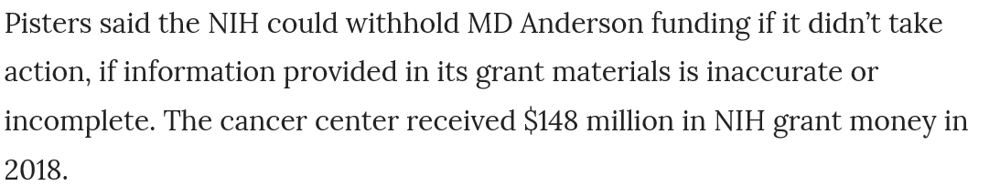 Pisters said the NIH could withhold MD Anderson funding if it didn’t take
action, if information provided in its grant materials is inaccurate or
incomplete. The cancer center received $148 million in NIH grant money in
2018.